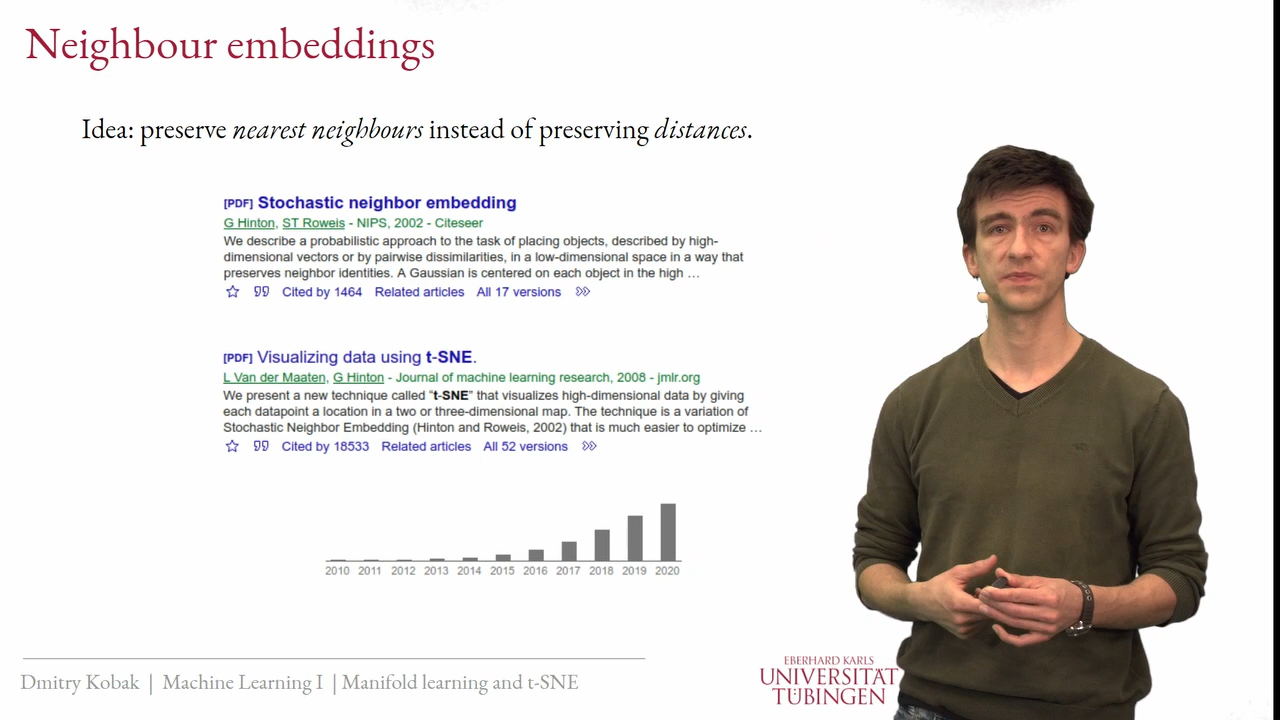 Neighbour embeddings
Idea: preserve nearest neighbours instead of preserving distances.
[PDF] Stochastic neighbor embedding
G Hinton, ST Roweis - NIPS, 2002 - Citeseer
We describe a probabilistic approach to the task of placing objects, described by high-
dimensional vectors or by pairwise dissimilarities, in a low-dimensional space in a way that
preserves neighbor identities. A Gaussian is centered on each object in the high …
Cited by 1464 Related articles All 17 versions
[PDF] Visualizing data using t-SNE.
L Van der Maaten, G Hinton - Journal of machine learning research, 2008 - jmlr.org
We present a new technique called "t-SNE" that visualizes high-dimensional data by giving
each datapoint a location in a two or three-dimensional map. The technique is a variation of
Stochastic Neighbor Embedding (Hinton and Roweis, 2002) that is much easier to optimize …
Cited by 18533 Related articles All 52 versions
2010 2011 2012 2013 2014 2015 2016 2017 2018 2019 2020
Dmitry Kobak | Machine Learning I | Manifold learning and t-SNE
EBERHARD KARLS
UNIVERSITÄT
TÜBINGEN